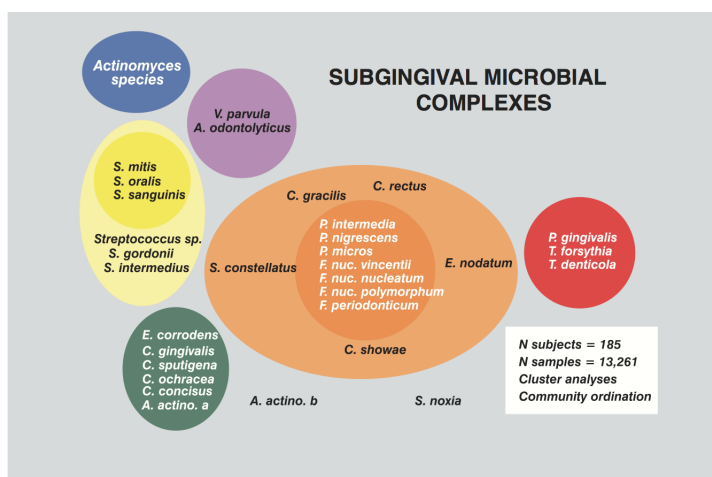 SUBGINGIVAL MICROBIAL
COMPLEXES
Actinomyces
species
V. parvula
A. odontolyticus
S. mitis
S. oralis
S. sanguinis
Streptococcus sp.
S. gordonii
S. intermedius
E. corrodens
C. gingivalis
C. sputigena
C. ochracea
C. concisus
A. actino. a
C. gracilis
C. rectus
S. constellatus
P. intermedia
P. nigrescens
P. micros
F. nuc. vincentii
F. nuc. nucleatum
F. nuc. polymorphum
F. periodonticum
E. nodatum
C. showae
P. gingivalis
T. forsythia
T. denticola
A. actino. b
S. noxia
N subjects = 185
N samples = 13,261
Cluster analyses
Community ordination